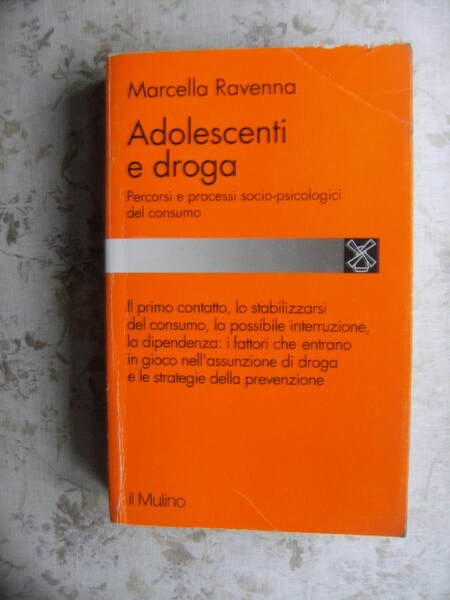 Marcella Ravenna
Adolescenti
e droga
Percorsi e processi socio-psicologici
del consumo
Il primo contatto, lo stabilizzarsi
del consumo, la possibile interruzione,
la dipendenza: i fattori che entrano
in gioco nell'assunzione di droga
e le strategie della prevenzione
il Mulino